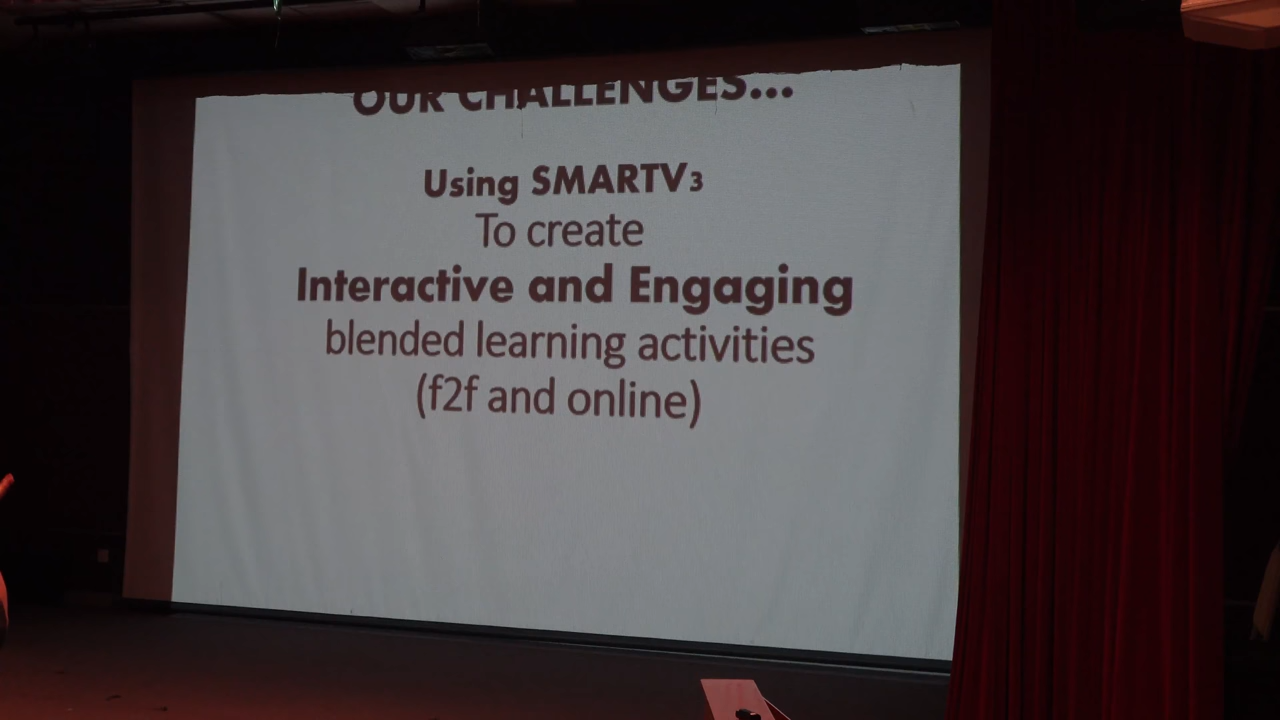 OUR CHALLENGES...
Using SMARTV3
To create
Interactive and Engaging
blended learning activities
(f2f and online)